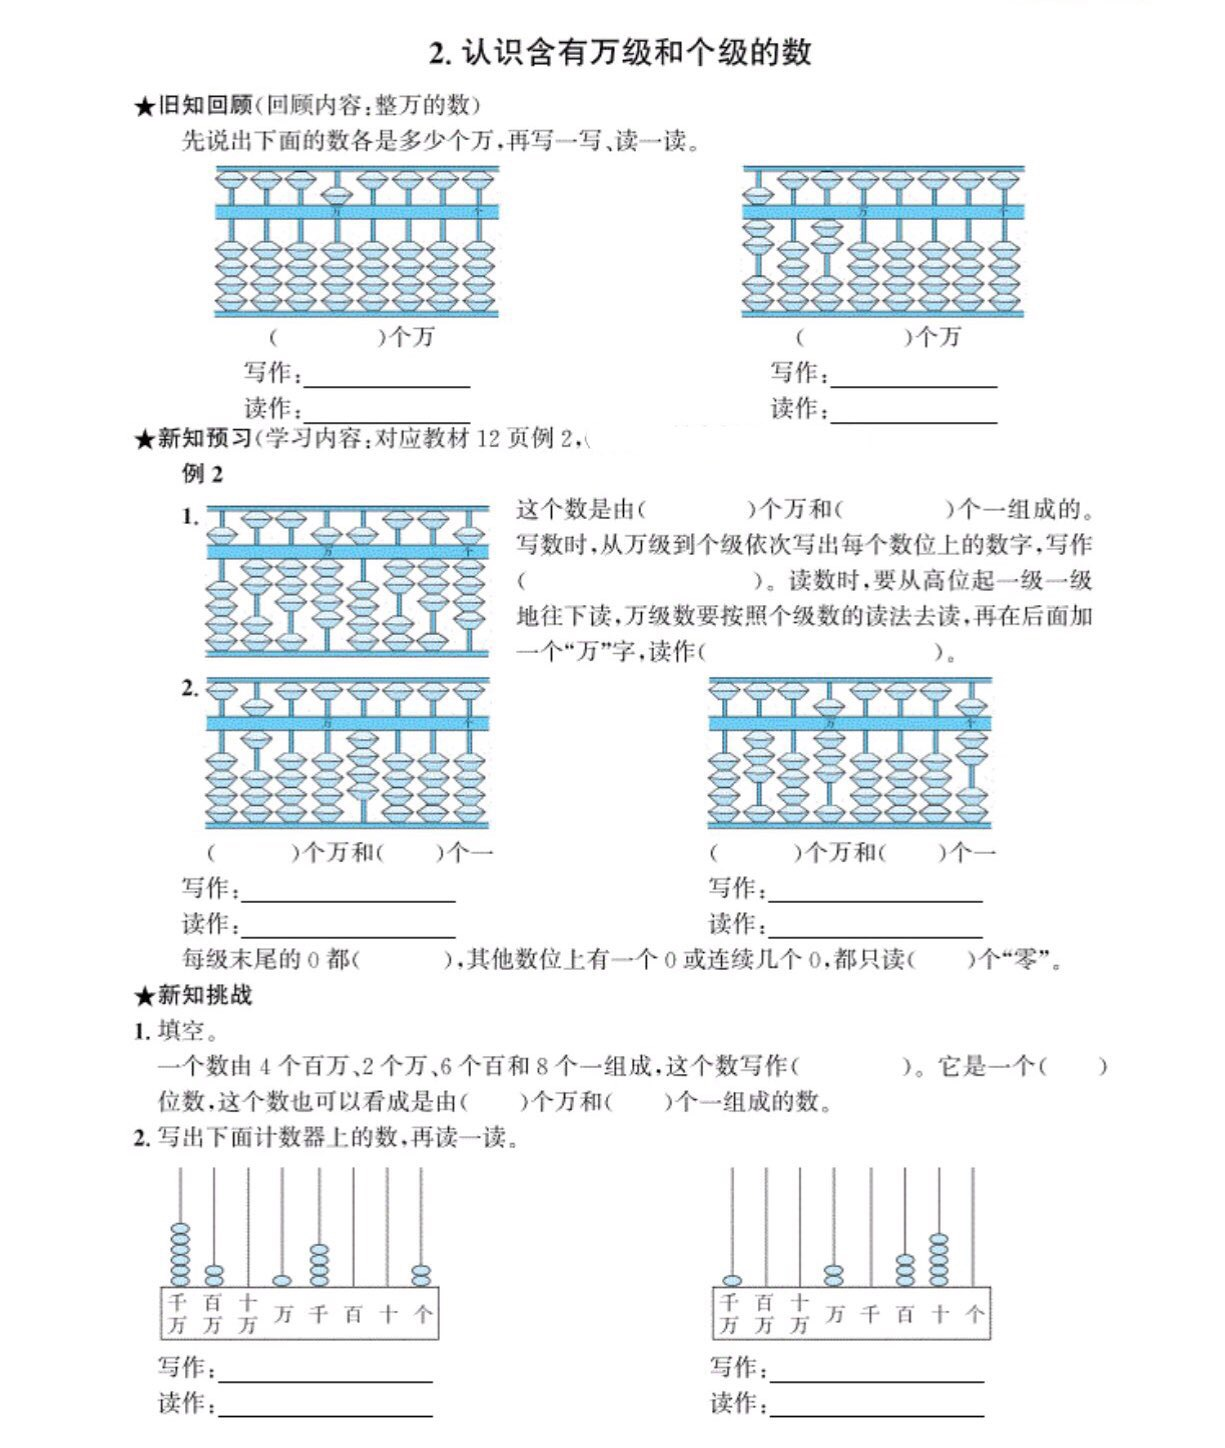 2. 认识含有万级和个级的数
★旧知回顾(回顾内容:整万的数)
先说出下面的数各是多少个万,再写一写、读一读。
万 个
万 个
( )个万
( )个万
写作:
写作:
读作:
读作:
★新知预习(学习内容:对应教材 12 页例 2,(
例 2
1.
万 个
这个数是由( )个万和( )个一组成的。
写数时,从万级到个级依次写出每个数位上的数字,写作
( )。读数时,要从高位起一级一级
地往下读,万级数要按照个级数的读法去读,再在后面加
一个“万”字,读作( )。
2.
万 个
万 个
( )个万和( )个一
( )个万和( )个一
写作:
写作:
读作:
读作:
每级末尾的 0 都( ),其他数位上有一个 0 或连续几个 0,都只读( )个“零”。
★新知挑战
1. 填空。
一个数由 4 个百万、2 个万、6 个百和 8 个一组成,这个数写作( )。它是一个( )
位数,这个数也可以看成是由( )个万和( )个一组成的数。
2. 写出下面计数器上的数,再读一读。
千万 百万 十万 万 千 百 十 个
千万 百万 十万 万 千 百 十 个
写作:
写作:
读作:
读作: